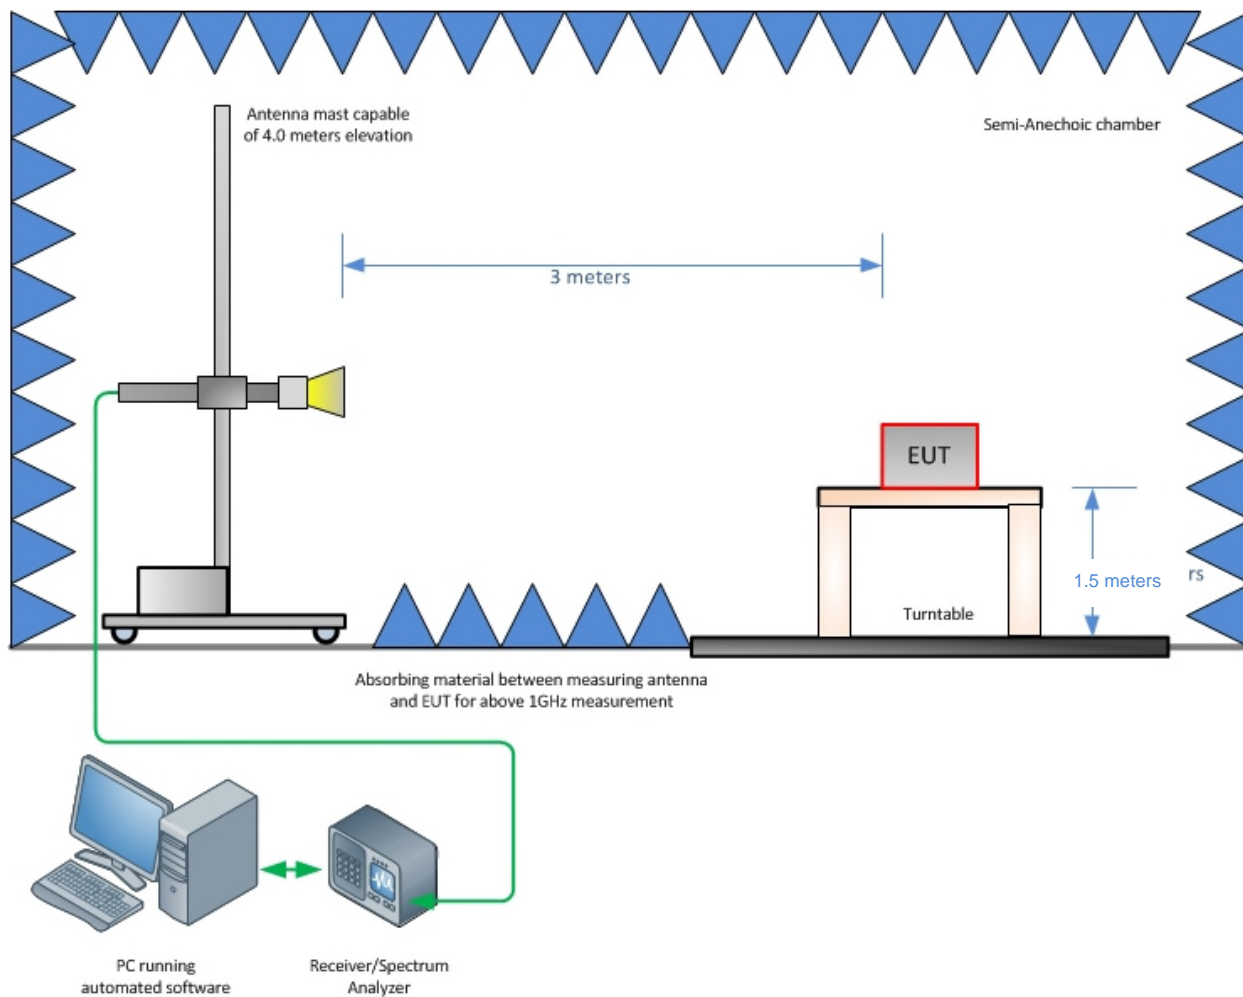 Antenna mast capable
of 4.0 meters elevation
Semi-Anechoic chamber
3 meters
EUT
1.5 meters
rs
Turntable
Absorbing material between measuring antenna
and EUT for above 1GHz measurement
PC running
automated software
Receiver/Spectrum
Analyzer